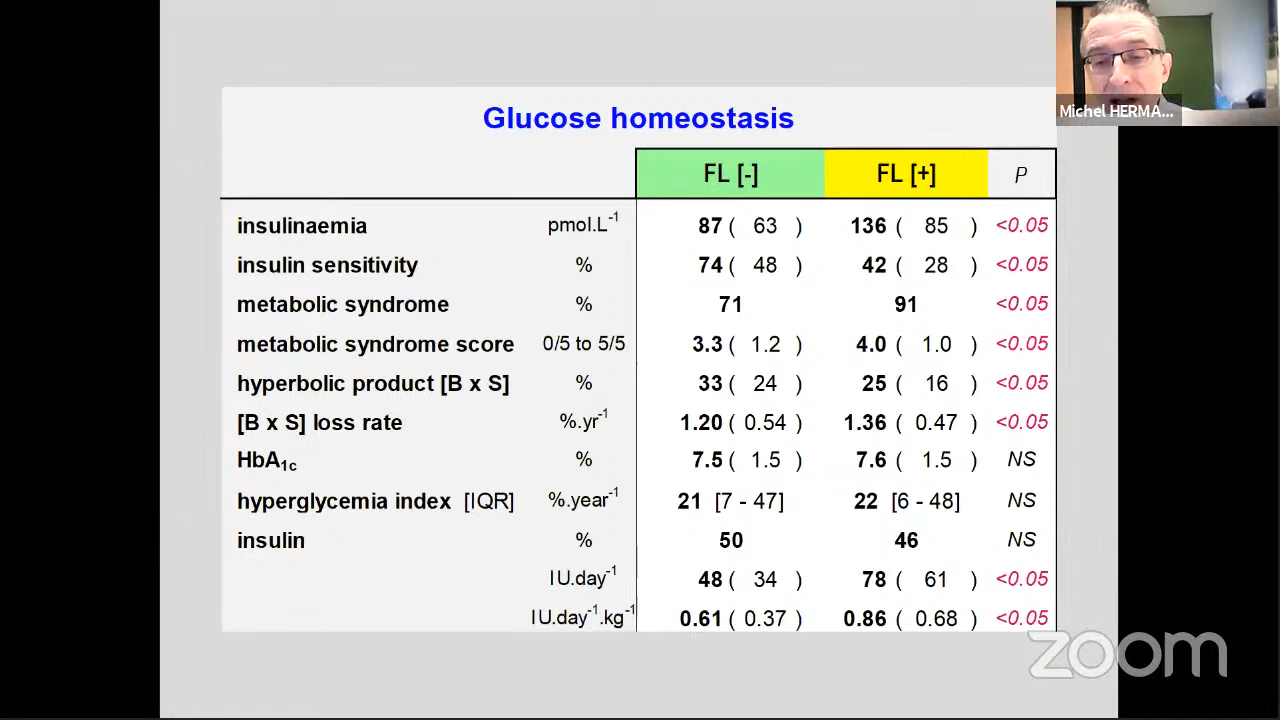 Michel HERMA...
Glucose homeostasis
FL [-] FL [+] P
insulinaemia pmol.L⁻¹ 87 ( 63 ) 136 ( 85 ) <0.05
insulin sensitivity % 74 ( 48 ) 42 ( 28 ) <0.05
metabolic syndrome % 71 91 <0.05
metabolic syndrome score 0/5 to 5/5 3.3 ( 1.2 ) 4.0 ( 1.0 ) <0.05
hyperbolic product [B x S] % 33 ( 24 ) 25 ( 16 ) <0.05
[B x S] loss rate %.yr⁻¹ 1.20 ( 0.54 ) 1.36 ( 0.47 ) <0.05
HbA₁c % 7.5 ( 1.5 ) 7.6 ( 1.5 ) NS
hyperglycemia index [IQR] %.year⁻¹ 21 [7 - 47] 22 [6 - 48] NS
insulin % 50 46 NS
IU.day⁻¹ 48 ( 34 ) 78 ( 61 ) <0.05
IU.day⁻¹.kg⁻¹ 0.61 ( 0.37 ) 0.86 ( 0.68 ) <0.05
zoom